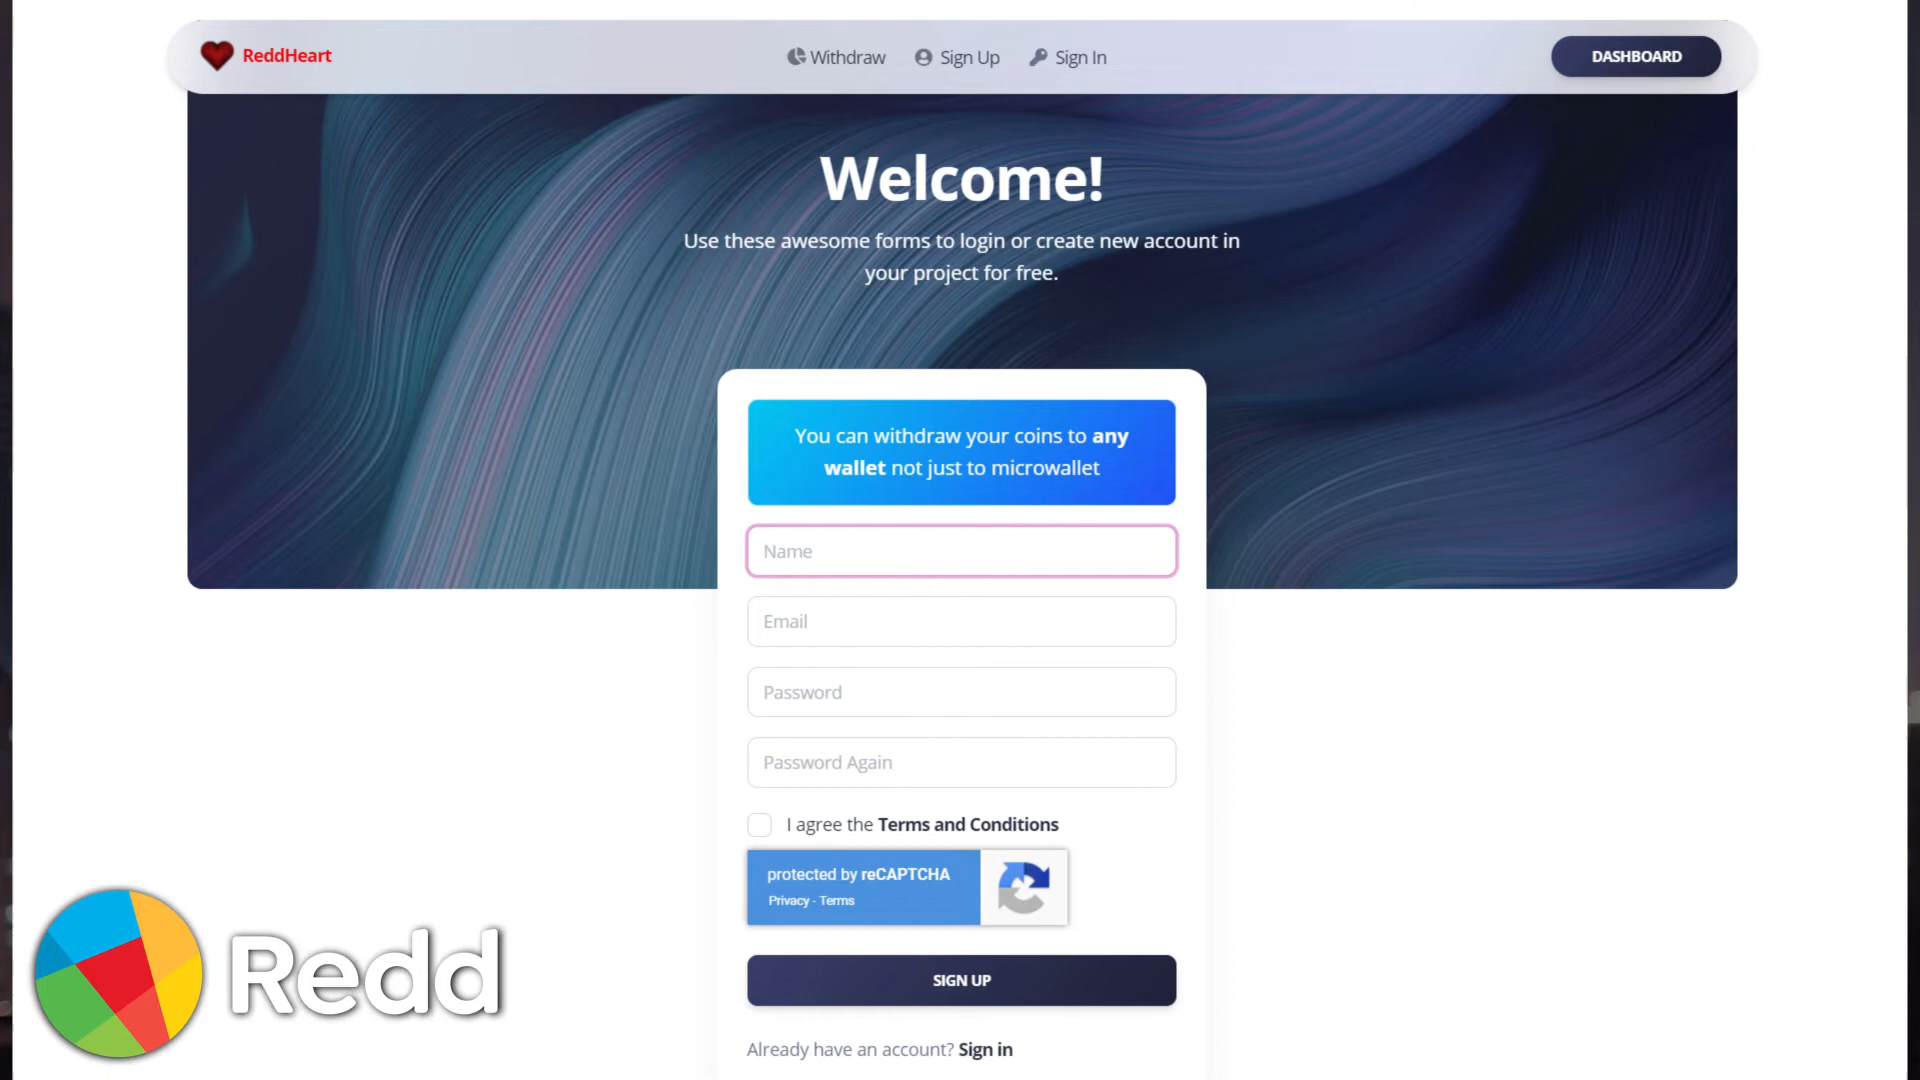 ReddHeart
Withdraw
Sign Up
Sign In
DASHBOARD
Welcome!
Use these awesome forms to login or create new account in
your project for free.
You can withdraw your coins to any
wallet not just to microwallet
Name
Email
Password
Password Again
I agree the Terms and Conditions
protected by reCAPTCHA
Privacy - Terms
SIGN UP
Already have an account? Sign in
Redd